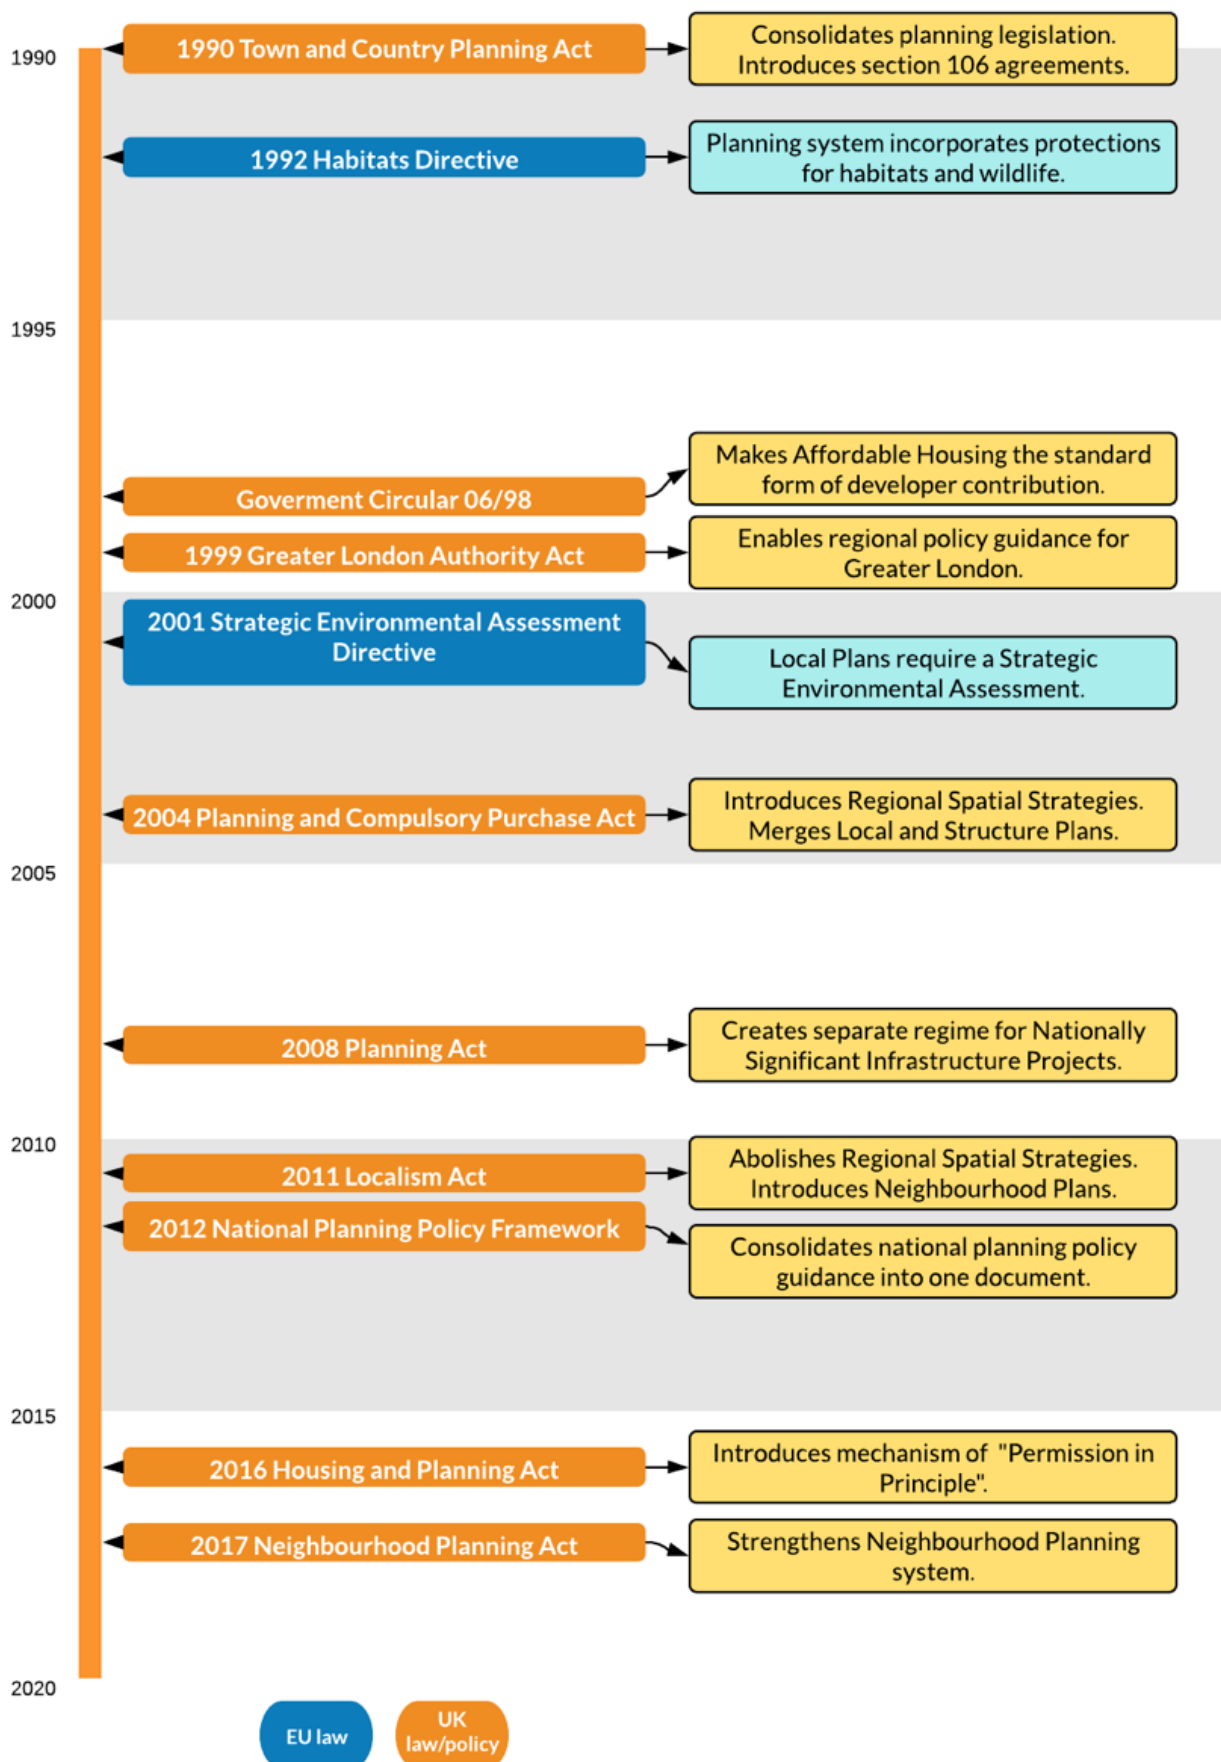 1990
1990 Town and Country Planning Act
Consolidates planning legislation.
Introduces section 106 agreements.
1992 Habitats Directive
Planning system incorporates protections
for habitats and wildlife.
1995
Goverment Circular 06/98
Makes Affordable Housing the standard
form of developer contribution.
1999 Greater London Authority Act
Enables regional policy guidance for
Greater London.
2000
2001 Strategic Environmental Assessment
Directive
Local Plans require a Strategic
Environmental Assessment.
2004 Planning and Compulsory Purchase Act
Introduces Regional Spatial Strategies.
Merges Local and Structure Plans.
2005
2008 Planning Act
Creates separate regime for Nationally
Significant Infrastructure Projects.
2010
2011 Localism Act
Abolishes Regional Spatial Strategies.
Introduces Neighbourhood Plans.
2012 National Planning Policy Framework
Consolidates national planning policy
guidance into one document.
2015
2016 Housing and Planning Act
Introduces mechanism of "Permission in
Principle".
2017 Neighbourhood Planning Act
Strengthens Neighbourhood Planning
system.
2020
EU law
UK
law/policy